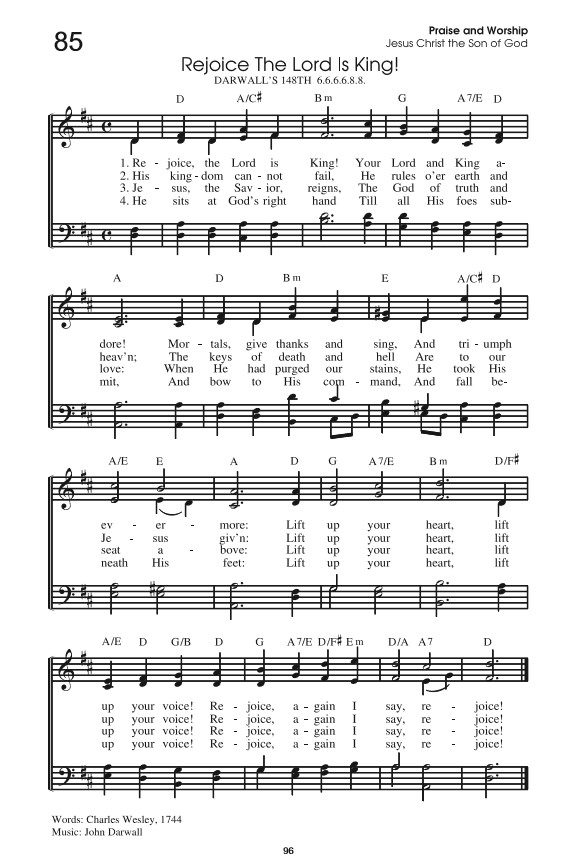 85
Praise and Worship
Jesus Christ the Son of God
Rejoice The Lord Is King!
DARWALL'S 148TH 6.6.6.6.8.8.
D A/C♯ Bm G A7/E D
1. Re - joice, the Lord is King! Your Lord and King a-
2. His king - dom can - not fail, He rules o'er earth and
3. Je - sus, the Sav - ior, reigns, The God of truth and
4. He sits at God's right hand Till all His foes sub-
A D Bm E A/C♯ D
dore! Mor - tals, give thanks and sing, And tri - umph
heav'n; The keys of death and hell Are to our
love: When He had purged our stains, He took His
mit, And bow to His com - mand, And fall be-
A/E E A D G A7/E Bm D/F♯
ev - er - more: Lift up your heart, lift
Je - sus giv'n: Lift up your heart, lift
seat a - bove: Lift up your heart, lift
neath His feet: Lift up your heart, lift
A/E D G/B D G A7/E D/F♯ Em D/A A7 D
up your voice! Re - joice, a - gain I say, re - joice!
up your voice! Re - joice, a - gain I say, re - joice!
up your voice! Re - joice, a - gain I say, re - joice!
up your voice! Re - joice, a - gain I say, re - joice!
Words: Charles Wesley, 1744
Music: John Darwall
96